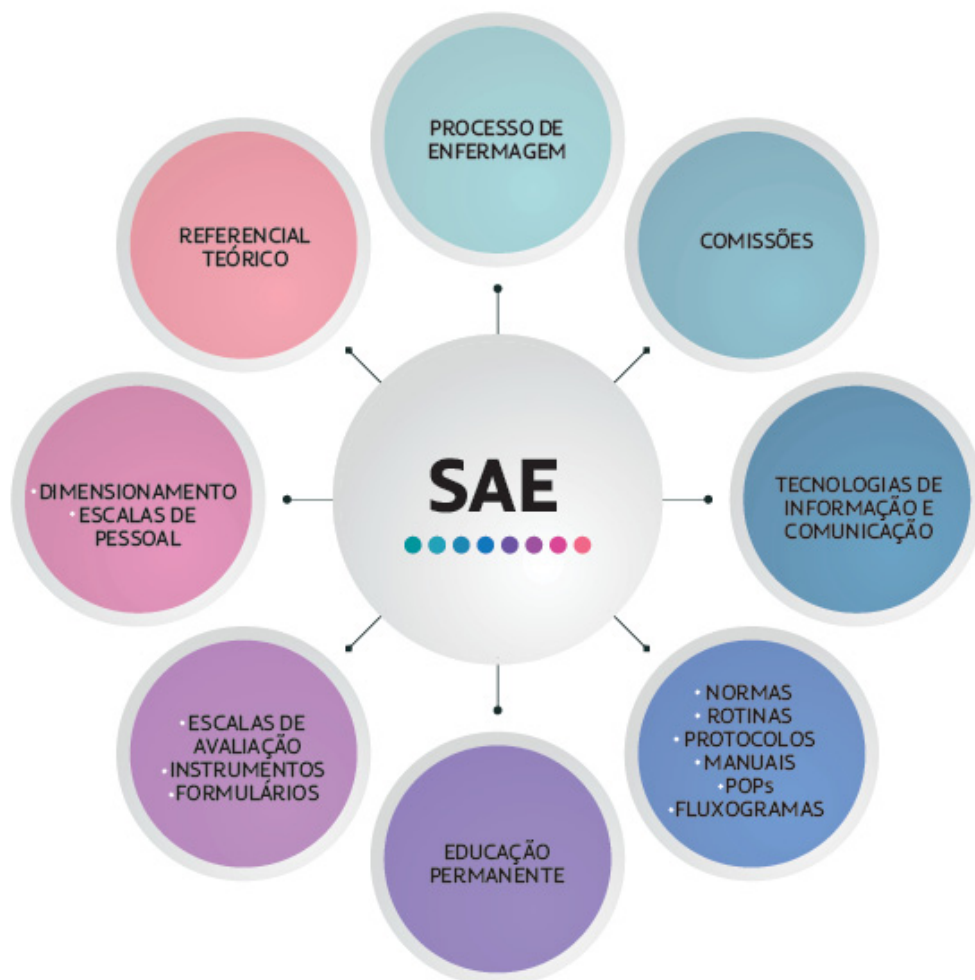 PROCESSO DE
ENFERMAGEM
COMISSÕES
TECNOLOGIAS DE
INFORMAÇÃO E
COMUNICAÇÃO
• NORMAS
• ROTINAS
• PROTOCOLOS
• MANUAIS
• POPs
• FLUXOGRAMAS
EDUCAÇÃO
PERMANENTE
• ESCALAS DE
AVALIAÇÃO
• INSTRUMENTOS
• FORMULÁRIOS
• DIMENSIONAMENTO
• ESCALAS DE
PESSOAL
REFERENCIAL
TEÓRICO
SAE